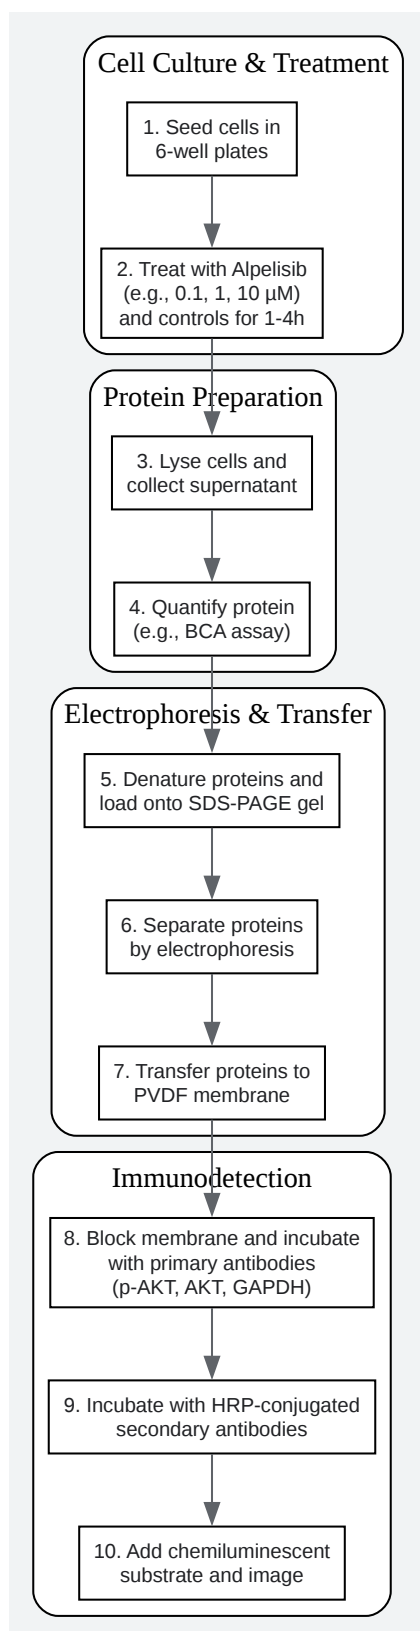 Cell Culture & Treatment
1. Seed cells in
6-well plates
2. Treat with Alpelisib
(e.g., 0.1, 1, 10 µM)
and controls for 1-4h
Protein Preparation
3. Lyse cells and
collect supernatant
4. Quantify protein
(e.g., BCA assay)
Electrophoresis & Transfer
5. Denature proteins and
load onto SDS-PAGE gel
6. Separate proteins
by electrophoresis
7. Transfer proteins to
PVDF membrane
Immunodetection
8. Block membrane and incubate
with primary antibodies
(p-AKT, AKT, GAPDH)
9. Incubate with HRP-conjugated
secondary antibodies
10. Add chemiluminescent
substrate and image